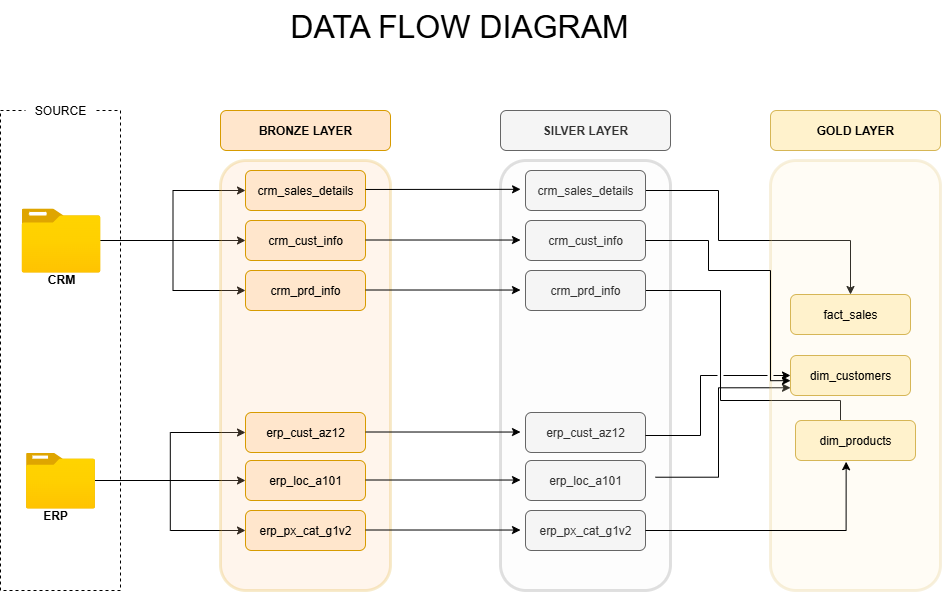 DATA FLOW DIAGRAM
SOURCE
BRONZE LAYER
SILVER LAYER
GOLD LAYER
CRM
ERP
crm_sales_details
crm_cust_info
crm_prd_info
erp_cust_az12
erp_loc_a101
erp_px_cat_g1v2
crm_sales_details
crm_cust_info
crm_prd_info
erp_cust_az12
erp_loc_a101
erp_px_cat_g1v2
fact_sales
dim_customers
dim_products